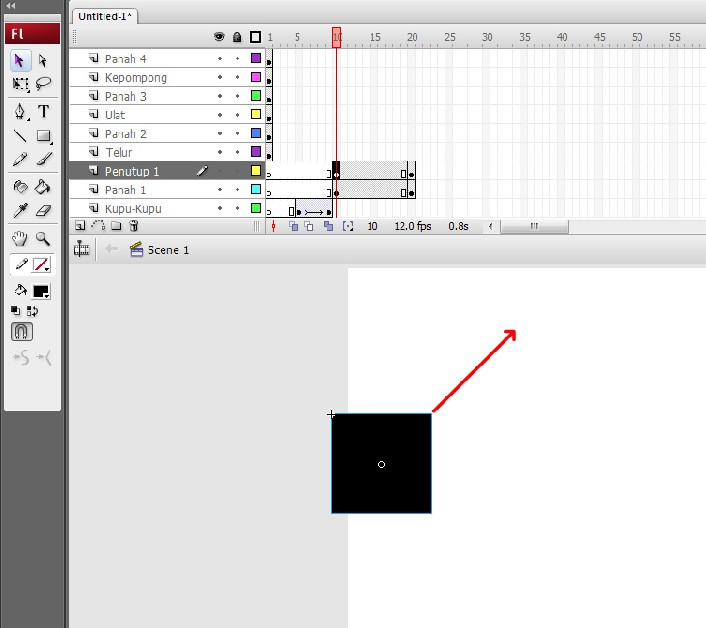 Untitled-1*
Fl
1 5 10 15 20 25 30 35 40 45 50 55
Panah 4
Kepompong
Panah 3
Ulat
Panah 2
Telur
Penutup 1
Panah 1
Kupu-Kupu
10 12.0 fps 0.8s
Scene 1